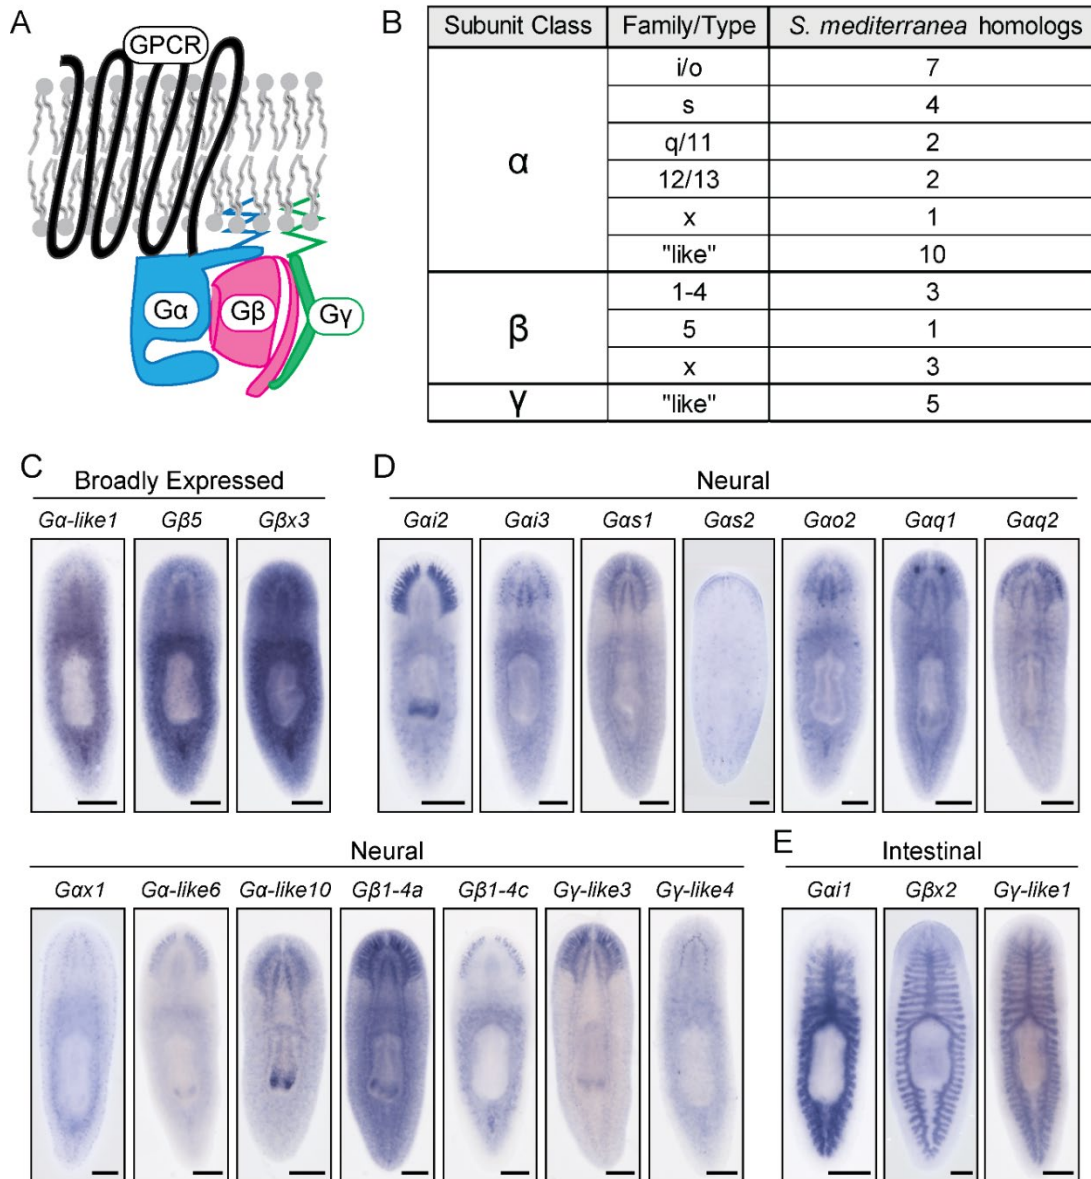 A
GPCR
Gα
Gβ
Gγ
B
Subunit Class Family/Type S. mediterranea homologs
α
i/o 7
s 4
q/11 2
12/13 2
x 1
"like" 10
β
1-4 3
5 1
x 3
γ
"like" 5
C
Broadly Expressed
Gα-like1 Gβ5 Gβx3
D
Neural
Gαi2 Gαi3 Gαs1 Gαs2 Gαo2 Gαq1 Gαq2
Neural
Gαx1 Gα-like6 Gα-like10 Gβ1-4a Gβ1-4c Gγ-like3 Gγ-like4
E
Intestinal
Gαi1 Gβx2 Gγ-like1